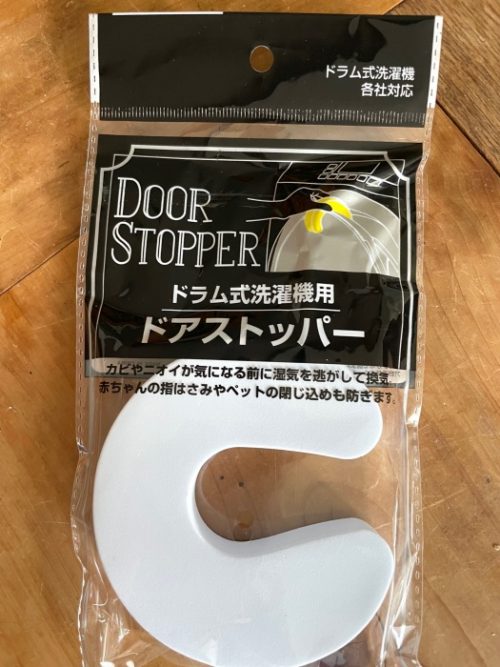 ドラム式洗濯機
各社対応
DOOR
STOPPER
ドラム式洗濯機用
ドアストッパー
カビやニオイが気になる前に湿気を逃がして換気。
赤ちゃんの指はさみやペットの閉じ込めも防ぎます。